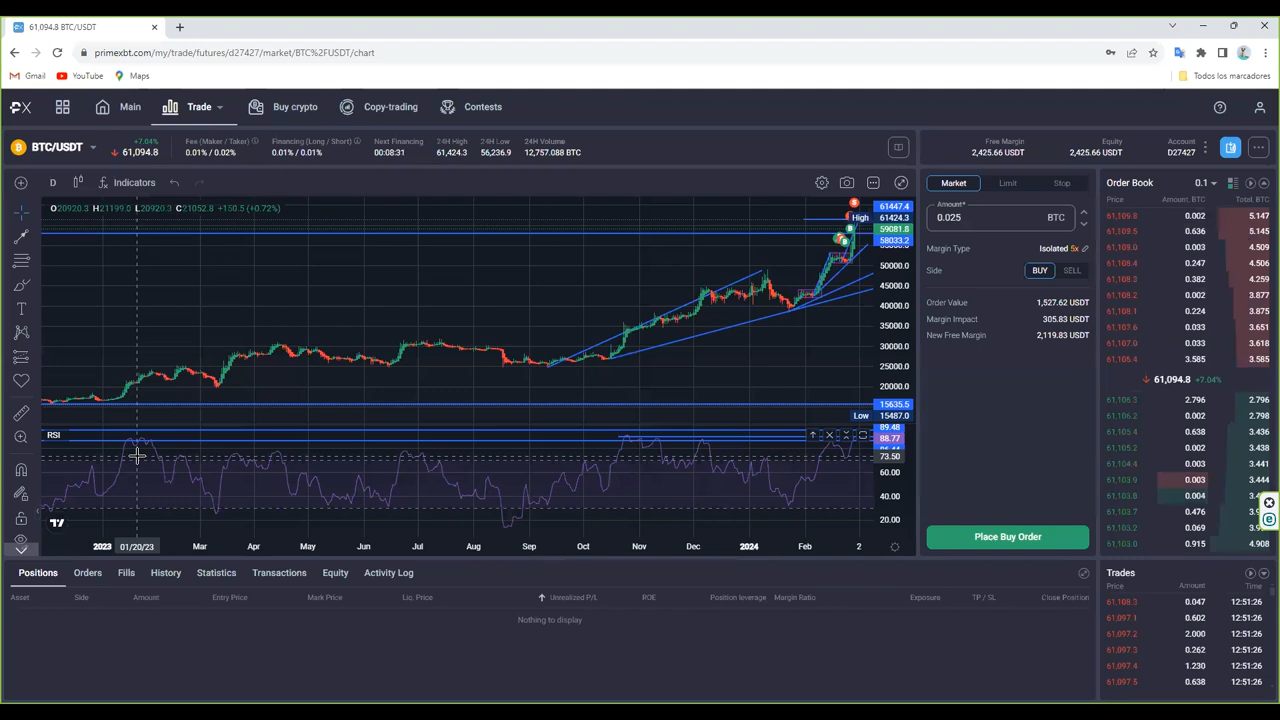 61,094.8 BTC/USDT
primexbt.com/my/trade/futures/d27427/market/BTC%2FUSDT/chart
Gmail YouTube Maps Todos los marcadores
Main Trade Buy crypto Copy-trading Contests
BTC/USDT +7.04% 61,094.8
Fee (Maker / Taker) 0.01% / 0.02%
Financing (Long / Short) 0.01% / 0.01%
Next Financing 00:08:31
24H High 61,424.3
24H Low 56,236.9
24H Volume 12,757.088 BTC
Free Margin 2,425.66 USDT
Equity 2,425.66 USDT
Account D27427
D Indicators
O20920.3 H21199.0 L20920.3 C21052.8 +150.5 (+0.72%)
61447.4
High 61424.3
59081.8
58033.2
50000.0
45000.0
40000.0
35000.0
30000.0
25000.0
20000.0
15635.5
Low 15487.0
RSI
89.48
88.77
73.50
60.00
40.00
20.00
2023 01/20/23 Mar Apr May Jun Jul Aug Sep Oct Nov Dec 2024 Feb 2
Market Limit Stop
Amount*
0.025 BTC
Margin Type Isolated 5x
Side BUY SELL
Order Value 1,527.62 USDT
Margin Impact 305.83 USDT
New Free Margin 2,119.83 USDT
Place Buy Order
Order Book 0.1
Price Amount, BTC Total, BTC
61,109.8 0.002 5.147
61,109.5 0.636 5.145
61,109.0 0.033 4.509
61,108.5 0.247 4.506
61,108.3 0.382 4.259
61,108.2 0.002 3.877
61,108.1 0.224 3.875
61,107.6 0.033 3.651
61,107.0 0.033 3.618
61,106.4 3.585 3.585
61,094.8 +7.04%
61,106.3 2.796 2.796
61,106.2 0.002 2.798
61,105.4 0.638 3.436
61,105.2 0.002 3.438
61,104.4 0.003 3.441
61,103.9 0.003 3.444
61,103.8 0.004
61,103.7 0.476
61,103.2 0.069
61,103.0 0.915 4.908
Positions Orders Fills History Statistics Transactions Equity Activity Log
Asset Side Amount Entry Price Mark Price Liq. Price Unrealized P/L ROE Position leverage Margin Ratio Exposure TP / SL Close Position
Nothing to display
Trades
Price Amount Time
61,108.3 0.047 12:51:26
61,097.1 0.602 12:51:26
61,097.2 2.000 12:51:26
61,097.3 0.262 12:51:26
61,097.4 1.230 12:51:26
61,097.5 0.638 12:51:26